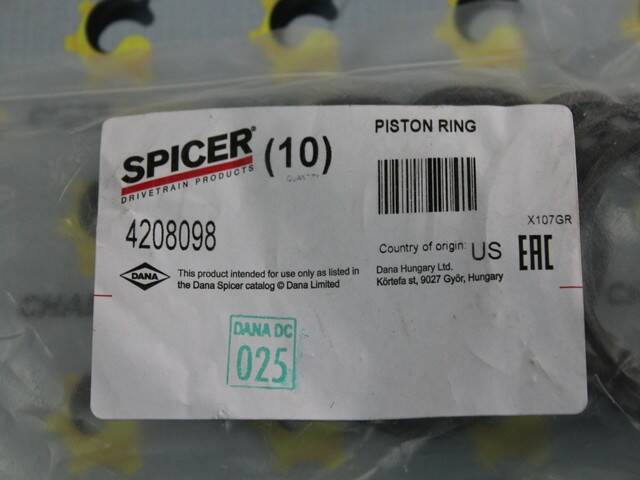 SPICER®
DRIVETRAIN PRODUCTS
(10)
QUANTITY
PISTON RING
X107GR
4208098
Country of origin: US
EAC
DANA
This product intended for use only as listed in
the Dana Spicer catalog © Dana Limited
Dana Hungary Ltd.
Körtefa st, 9027 Győr, Hungary
DANA DC
025